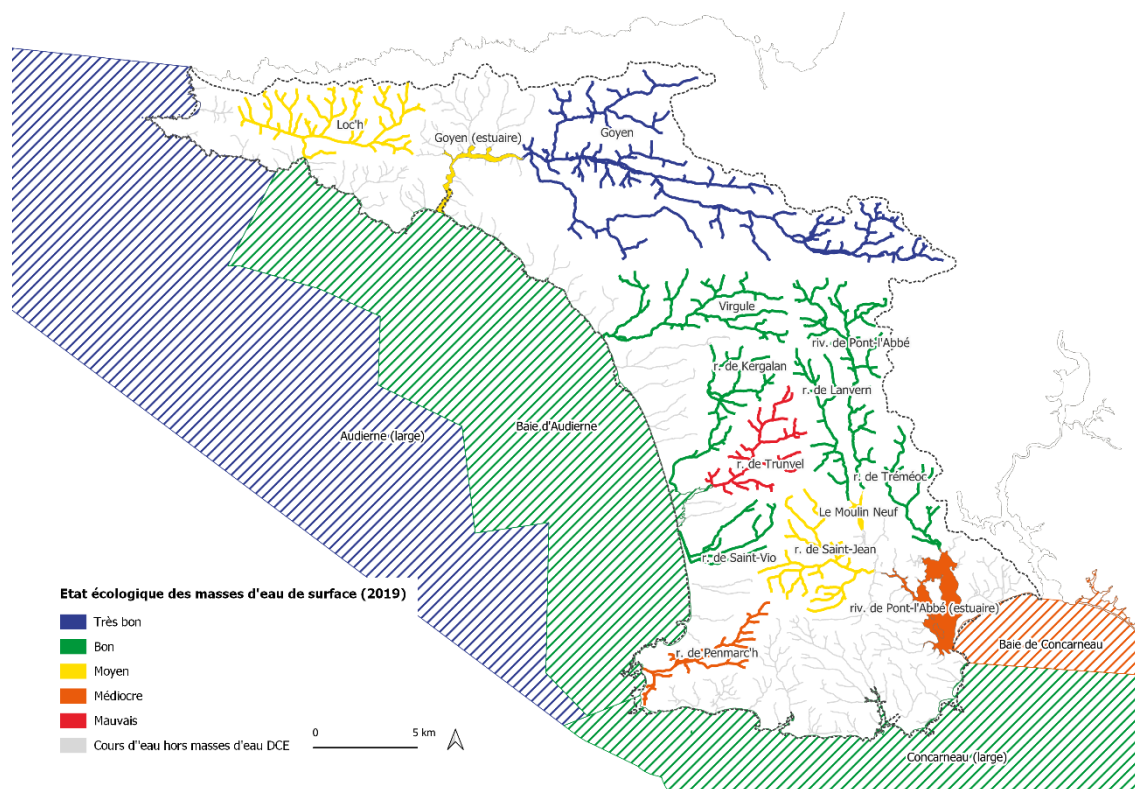 Loc'h
Goyen (estuaire)
Goyen
Virgule
riv. de Pont-l'Abbé
r. de Kergalan
r. de Lanvern
Baie d'Audierne
Audierne (large)
r. de Trunvel
r. de Tréméoc
Le Moulin Neuf
r. de Saint-Jean
r. de Saint-Vio
riv. de Pont-l'Abbé (estuaire)
Baie de Concarneau
r. de Penmarc'h
Concarneau (large)
Etat écologique des masses d'eau de surface (2019)
Très bon
Bon
Moyen
Médiocre
Mauvais
Cours d''eau hors masses d'eau DCE
0 5 km